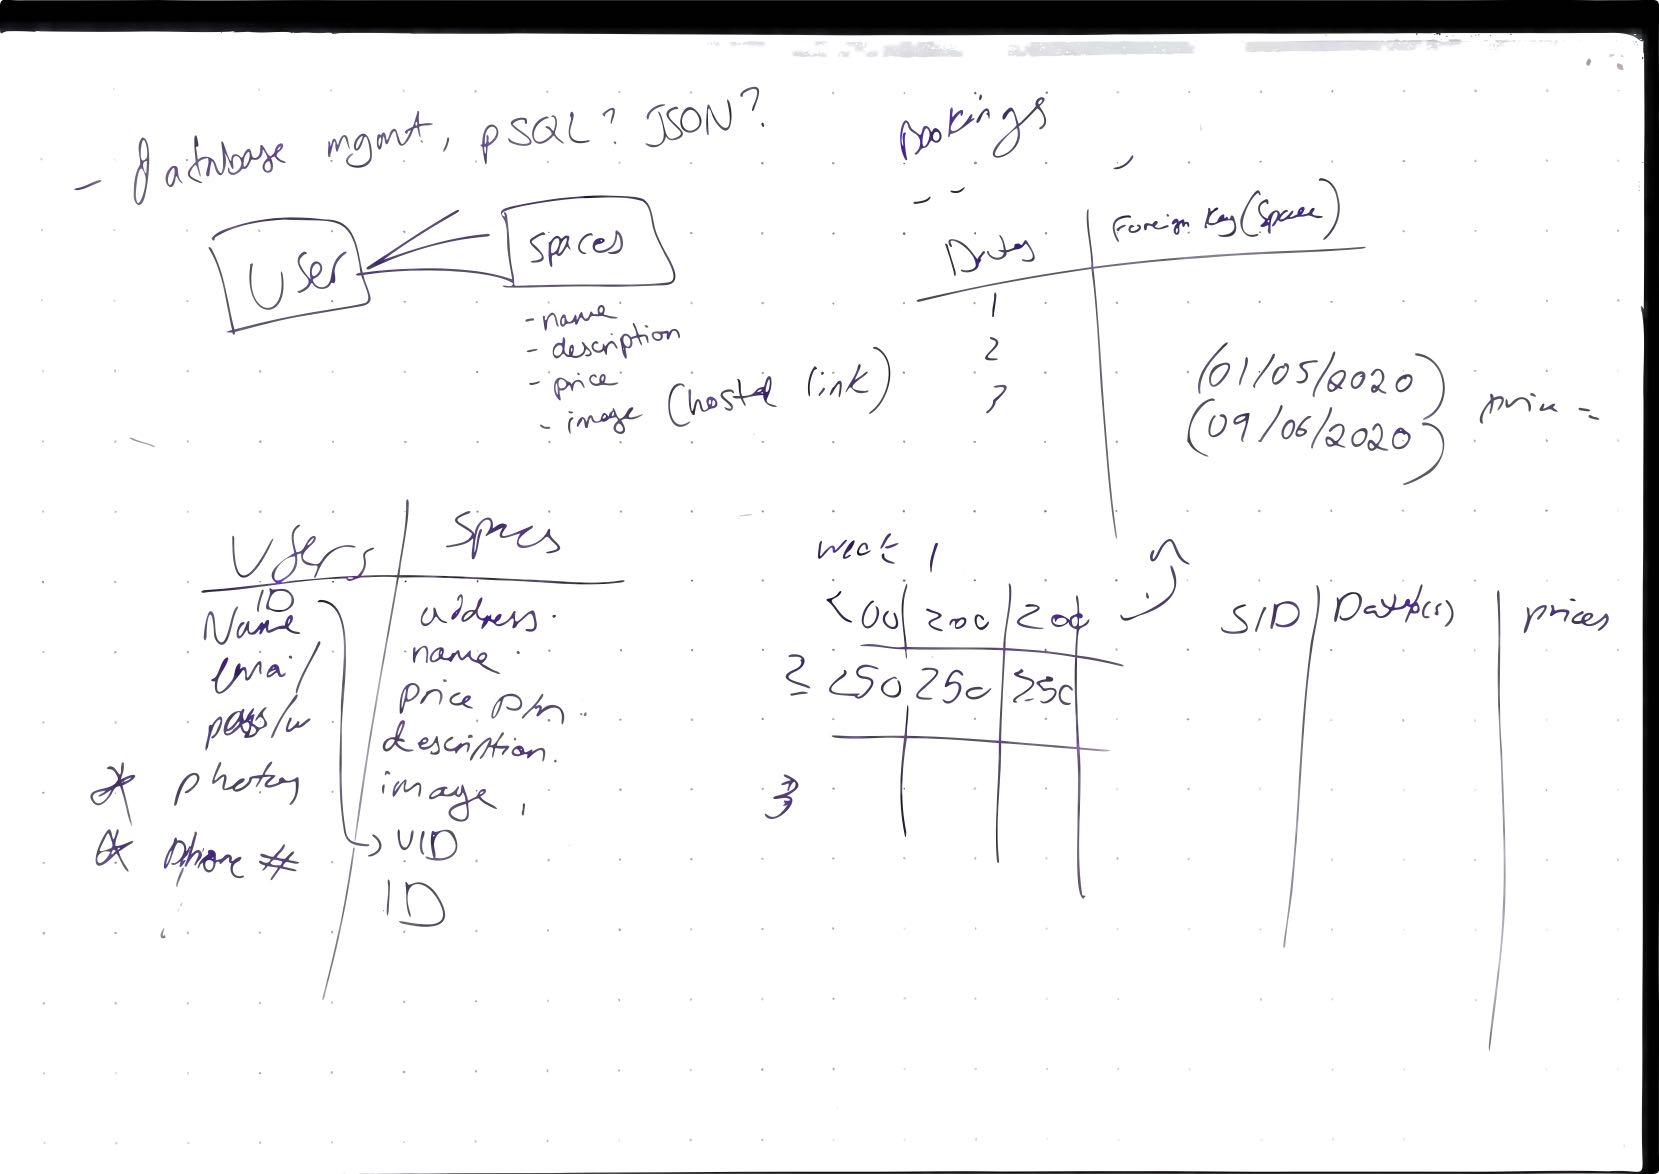 - Database mgmt, pSQL? JSON?
User
spaces
- name
- description
- price
- image (hosted link)
Bookings
Dates Foreign Key (Space)
1
2
3
(01/05/2020)
(09/06/2020)
price =
Users Spaces
ID
Name
email
pass/w
* photos
* phone #
address.
name.
price p/n.
description.
image,
UID
ID
week 1
200 200
2 250 250 250
3
SID Date(s) prices